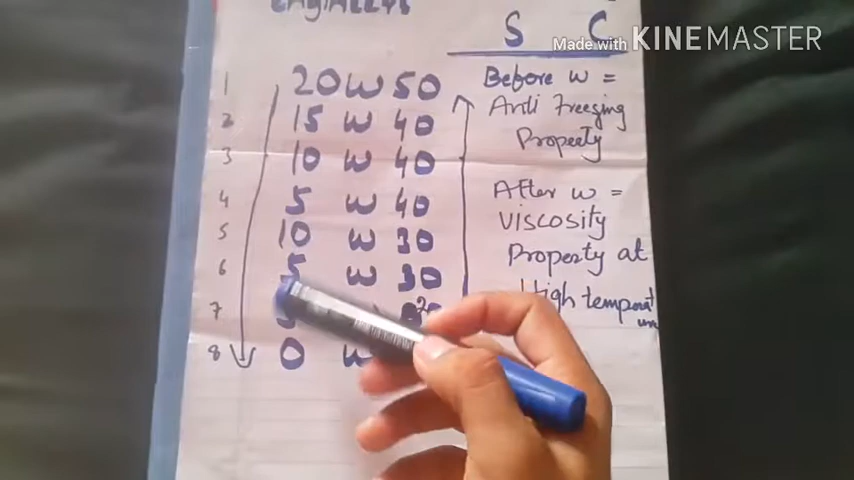 S C
Made with KINEMASTER
1 20 W 50
2 15 W 40
3 10 W 40
4 5 W 40
5 10 W 30
6 5 W 30
7
8 0 W
Before W =
Anti Freezing
Property
After W =
Viscosity
Property at
High temperat